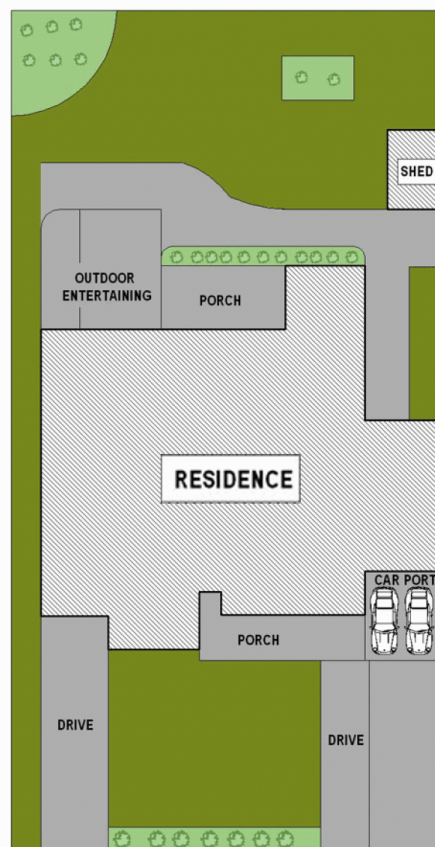 SHED
OUTDOOR
ENTERTAINING
PORCH
RESIDENCE
CAR PORT
PORCH
DRIVE
DRIVE